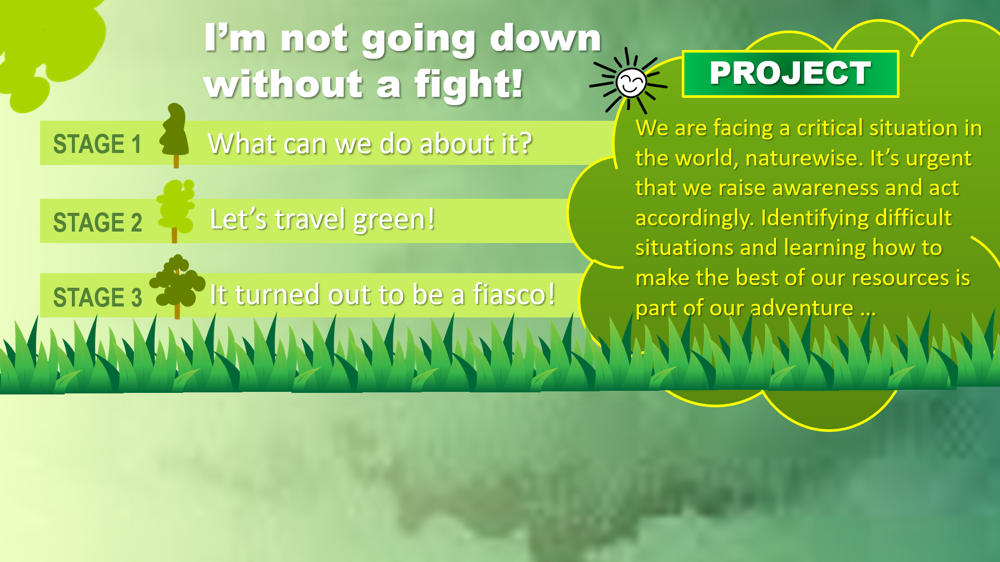 I’m not going down
without a fight!
STAGE 1
What can we do about it?
STAGE 2
Let’s travel green!
STAGE 3
It turned out to be a fiasco!
PROJECT
We are facing a critical situation in
the world, naturewise. It’s urgent
that we raise awareness and act
accordingly. Identifying difficult
situations and learning how to
make the best of our resources is
part of our adventure ...